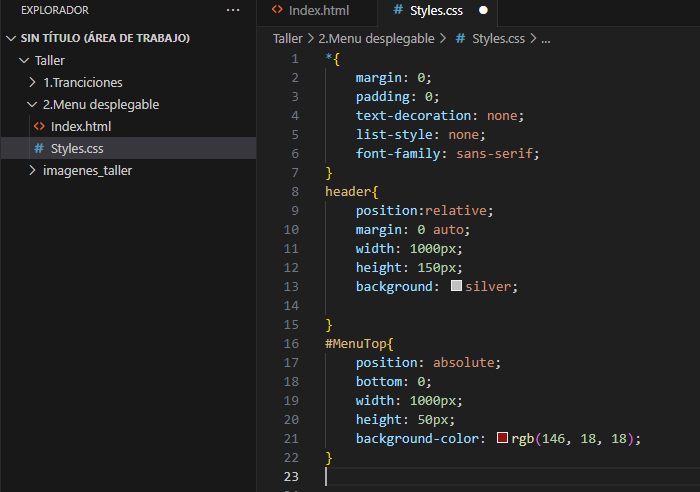 EXPLORADOR ...
SIN TÍTULO (ÁREA DE TRABAJO)
Taller
1.Tranciciones
2.Menu desplegable
Index.html
Styles.css
imagenes_taller
Index.html
Styles.css
Taller > 2.Menu desplegable > # Styles.css > ...
1 *{
2 margin: 0;
3 padding: 0;
4 text-decoration: none;
5 list-style: none;
6 font-family: sans-serif;
7 }
8 header{
9 position:relative;
10 margin: 0 auto;
11 width: 1000px;
12 height: 150px;
13 background: silver;
14
15 }
16 #MenuTop{
17 position: absolute;
18 bottom: 0;
19 width: 1000px;
20 height: 50px;
21 background-color: rgb(146, 18, 18);
22 }
23